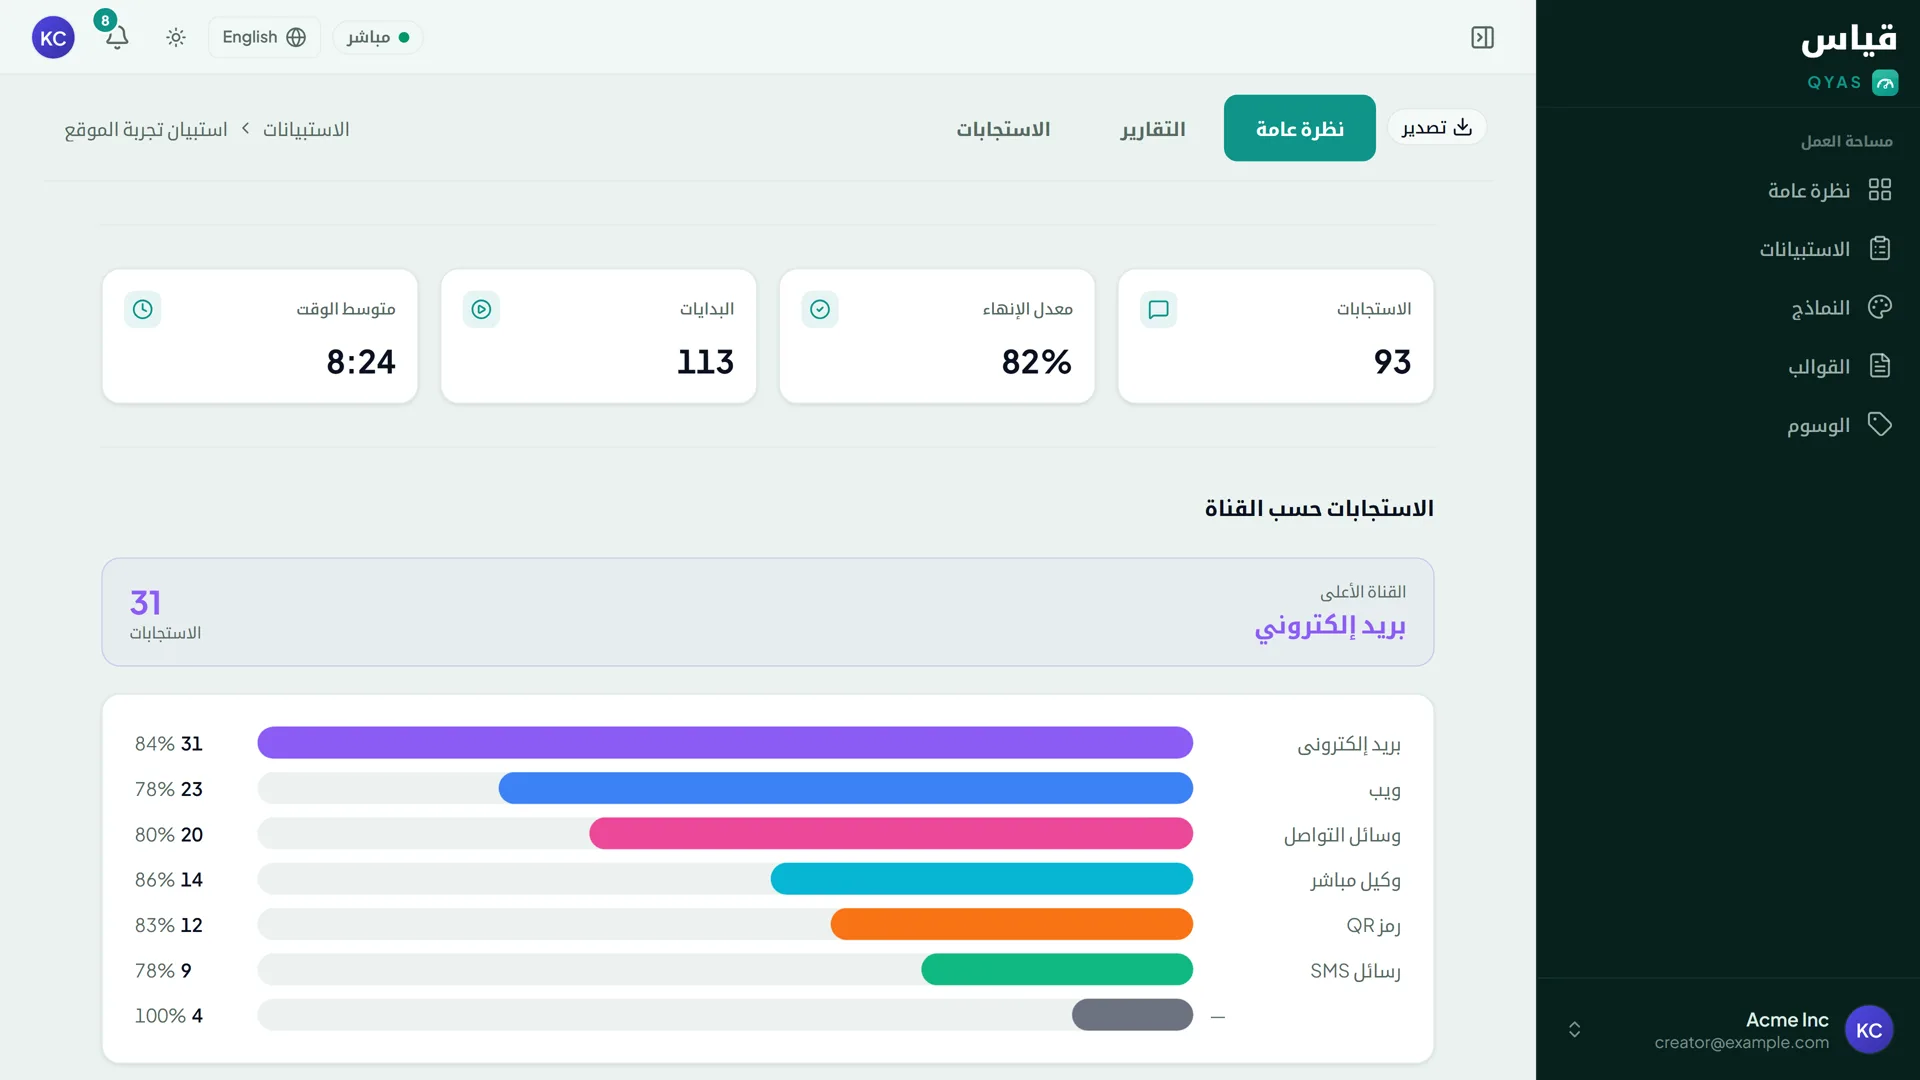 قياس
QYAS
مساحة العمل
نظرة عامة
الاستبيانات
النماذج
القوالب
الوسوم
Acme Inc
creator@example.com
KC
مباشر
English
8
KC
تصدير
نظرة عامة
التقارير
الاستجابات
الاستبيانات
استبيان تجربة الموقع
الاستجابات
93
معدل الإنهاء
82%
البدايات
113
متوسط الوقت
8:24
الاستجابات حسب القناة
القناة الأعلى
بريد إلكتروني
31
الاستجابات
بريد إلكتروني 31 84%
ويب 23 78%
وسائل التواصل 20 80%
وكيل مباشر 14 86%
رمز QR 12 83%
رسائل SMS 9 78%
— 4 100%